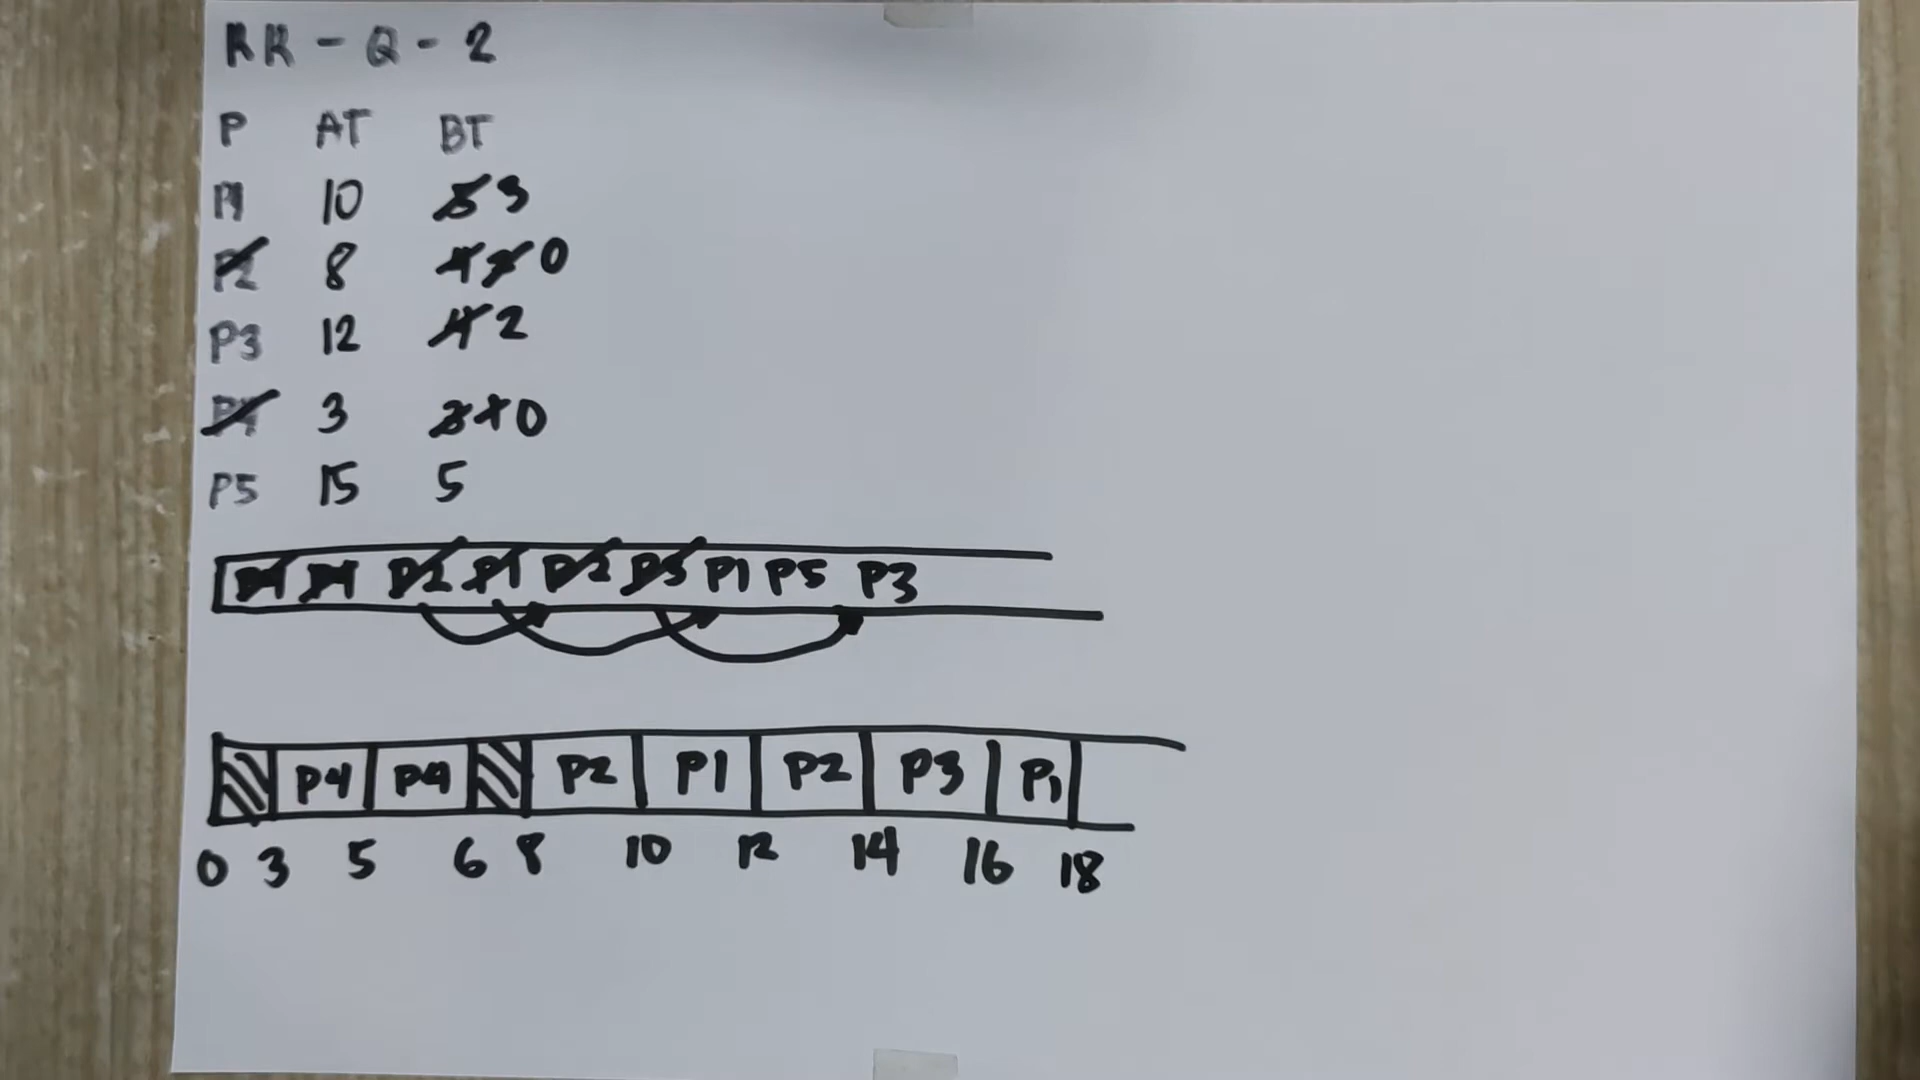 RR - Q - 2
P AT BT
P1 10 5 3
P2 8 4 2 0
P3 12 4 2
P4 3 3 1 0
P5 15 5
P4 P4 P2 P1 P2 P3 P1 P5 P3
P4 P4 P2 P1 P2 P3 P1
0 3 5 6 8 10 12 14 16 18